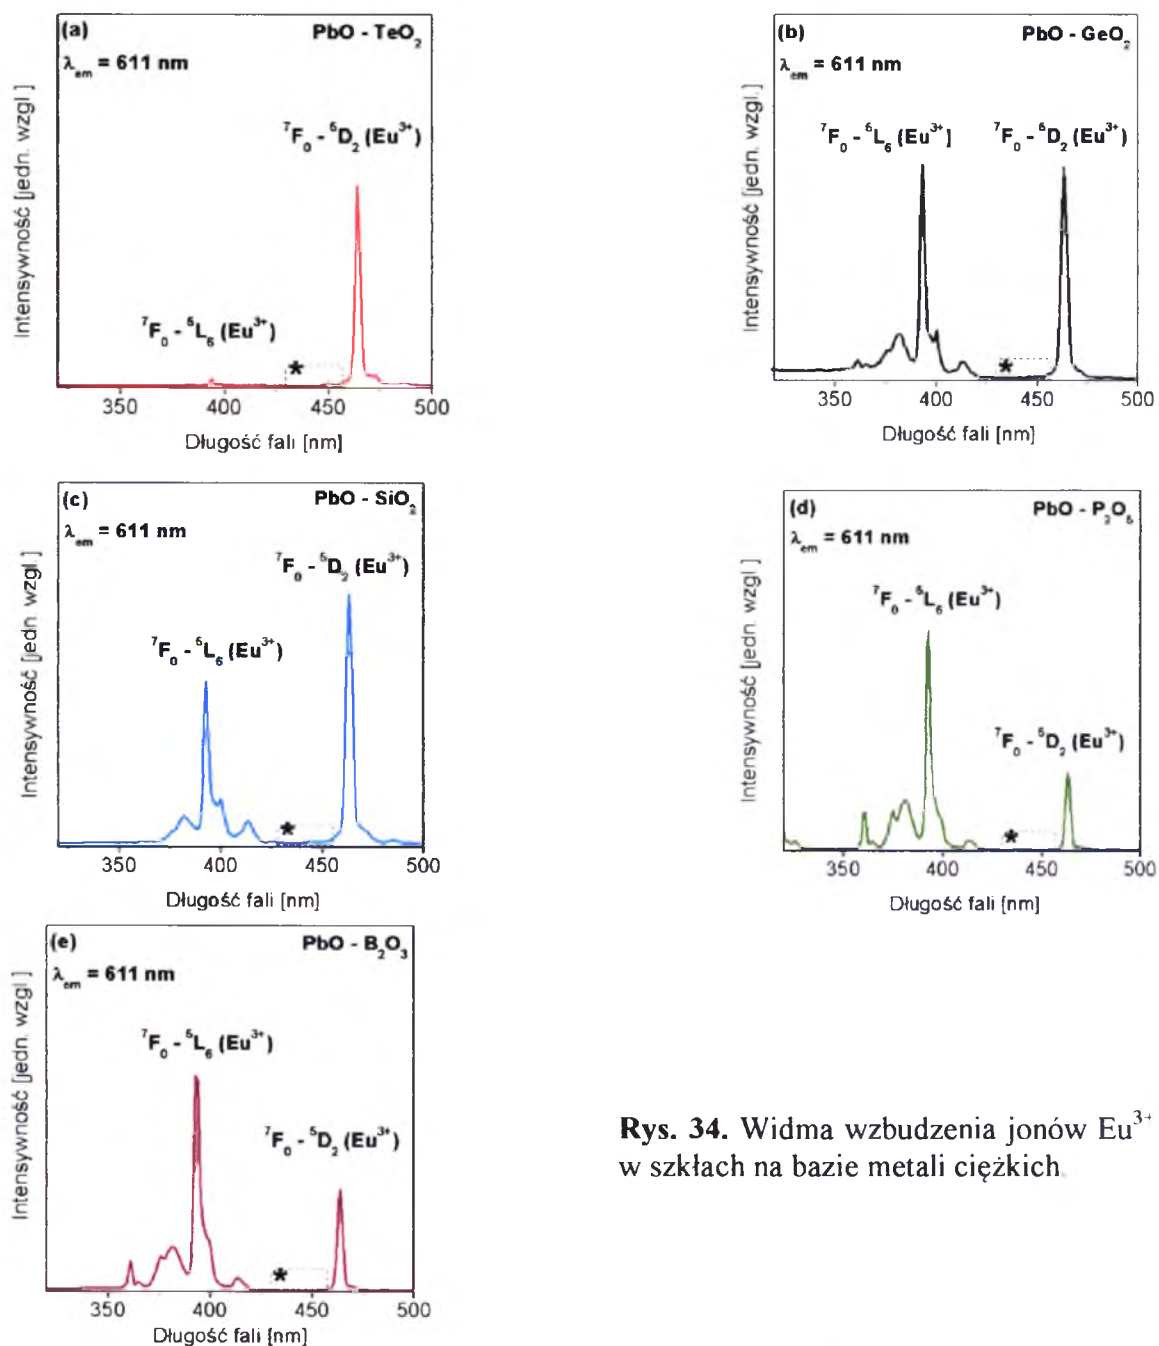 (a) PbO - TeO₂
λₑₘ = 611 nm
⁷F₀ - ⁵D₂ (Eu³⁺)
⁷F₀ - ⁵L₆ (Eu³⁺)
*
Intensywność [jedn. wzgl.]
350 400 450 500
Długość fali [nm]
(b) PbO - GeO₂
λₑₘ = 611 nm
⁷F₀ - ⁵L₆ (Eu³⁺] ⁷F₀ - ⁵D₂ (Eu³⁺)
*
Intensywność [jedn. wzgl.]
350 400 450 500
Długość fali [nm]
(c) PbO - SiO₂
λₑₘ = 611 nm
⁷F₀ - ⁵D₂ (Eu³⁺)
⁷F₀ - ⁵L₆ (Eu³⁺)
*
Intensywność [jedn. wzgl.]
350 400 450 500
Długość fali [nm]
(d) PbO - P₂O₅
λₑₘ = 611 nm
⁷F₀ - ⁵L₆ (Eu³⁺)
⁷F₀ - ⁵D₂ (Eu³⁺)
*
Intensywność [jedn. wzgl.]
350 400 450 500
Długość fali [nm]
(e) PbO - B₂O₃
λₑₘ = 611 nm
⁷F₀ - ⁵L₆ (Eu³⁺)
⁷F₀ - ⁵D₂ (Eu³⁺)
*
Intensywność [jedn. wzgl.]
350 400 450 500
Długość fali [nm]
Rys. 34. Widma wzbudzenia jonów Eu³⁺
w szkłach na bazie metali ciężkich.